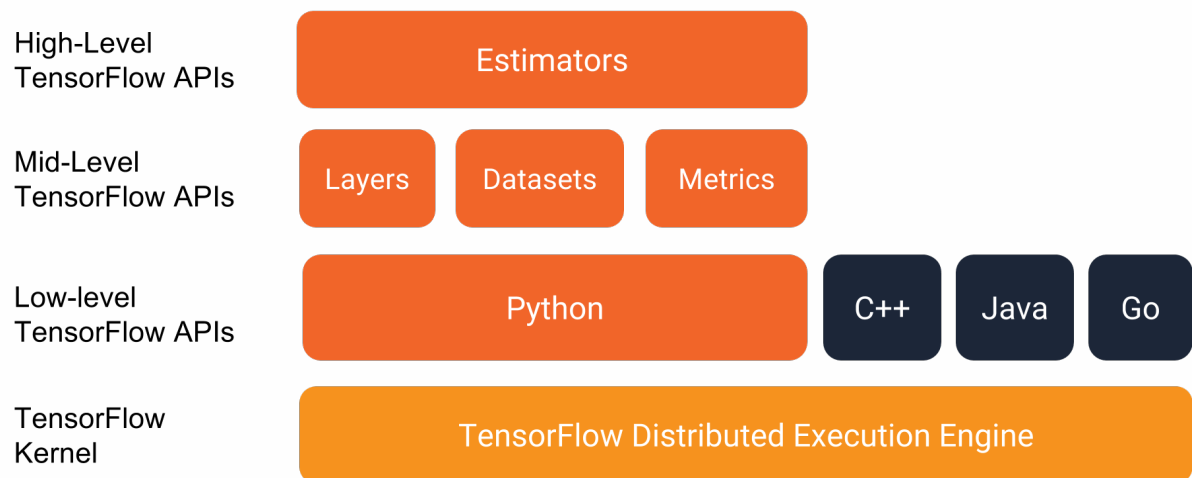 High-Level
TensorFlow APIs
Estimators
Mid-Level
TensorFlow APIs
Layers
Datasets
Metrics
Low-level
TensorFlow APIs
Python
C++
Java
Go
TensorFlow
Kernel
TensorFlow Distributed Execution Engine